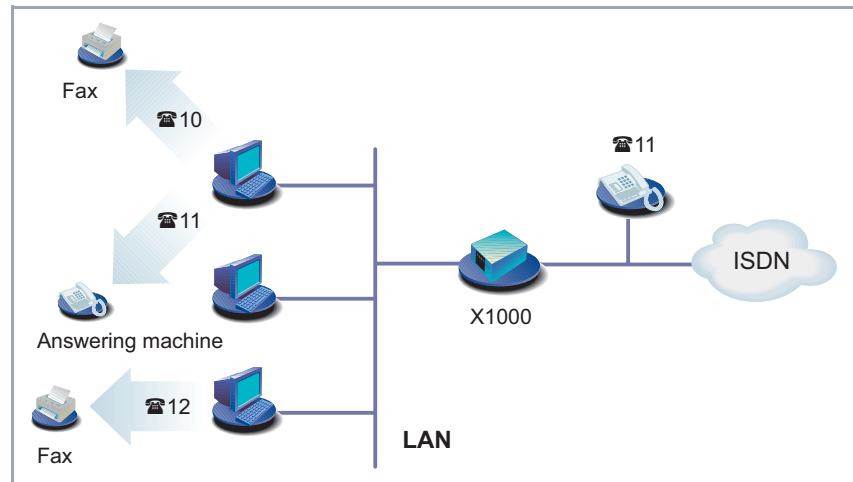 Fax
☎10
☎11
☎11
ISDN
X1000
Answering machine
☎12
LAN
Fax